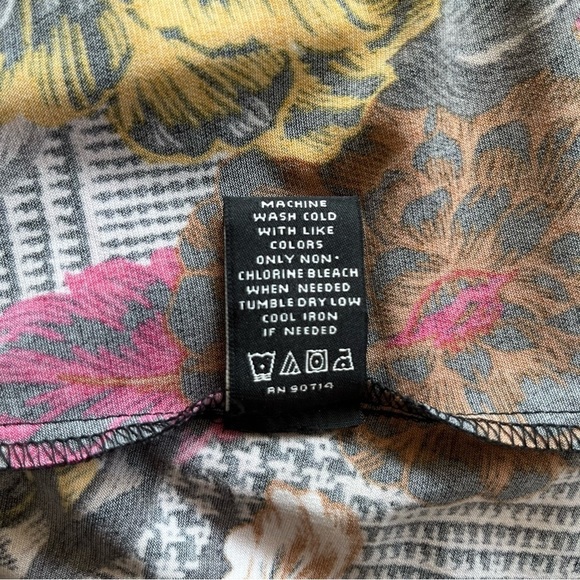 MACHINE
WASH COLD
WITH LIKE
COLORS
ONLY NON-
CHLORINE BLEACH
WHEN NEEDED
TUMBLE DRY LOW
COOL IRON
IF NEEDED
RN 90714